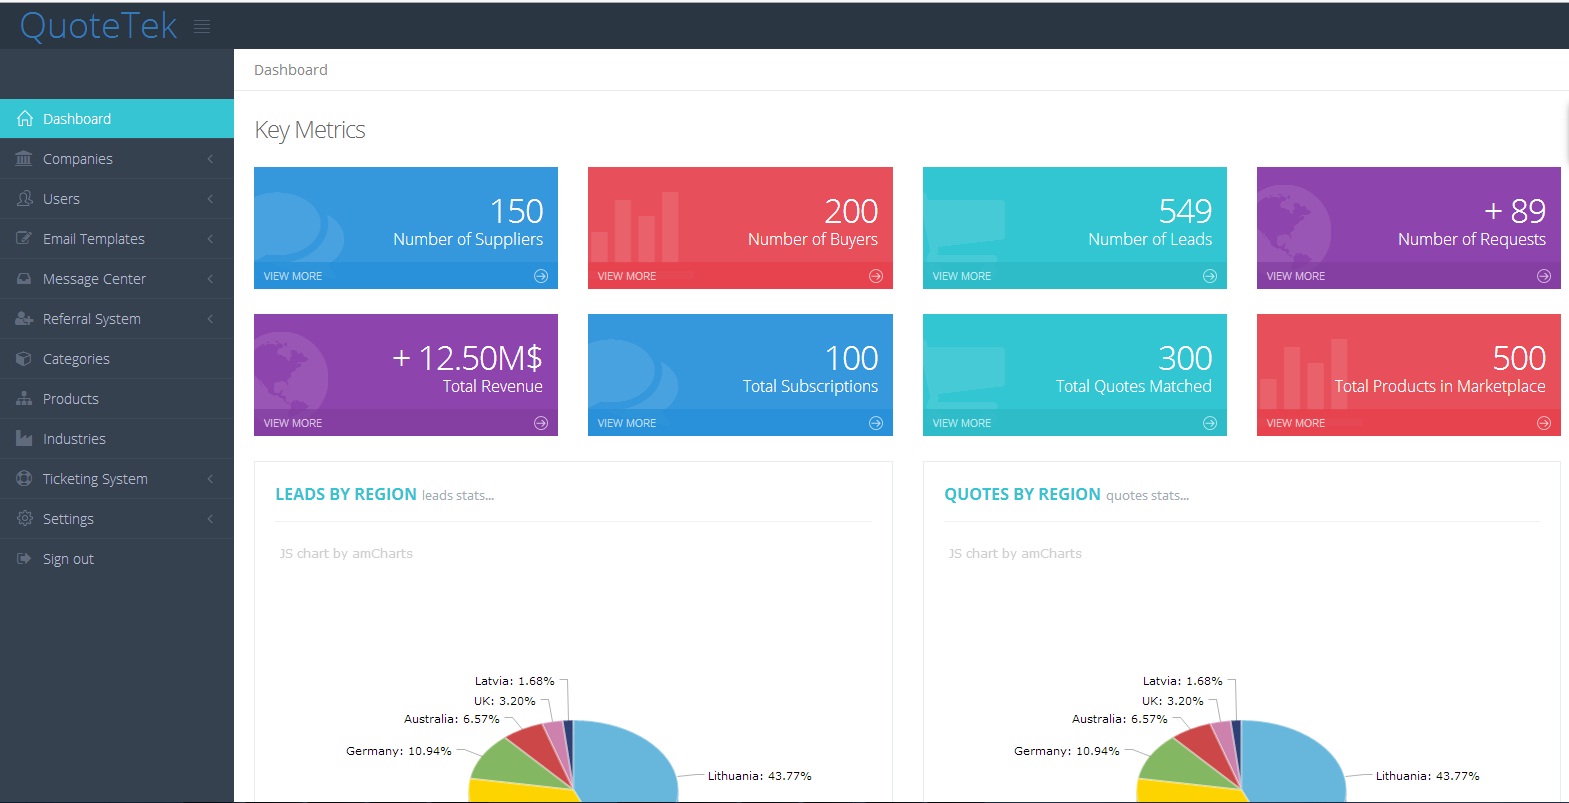 QuoteTek
Dashboard
Companies
Users
Email Templates
Message Center
Referral System
Categories
Products
Industries
Ticketing System
Settings
Sign out
Dashboard
Key Metrics
150
Number of Suppliers
VIEW MORE
200
Number of Buyers
VIEW MORE
549
Number of Leads
VIEW MORE
+ 89
Number of Requests
VIEW MORE
+ 12.50M$
Total Revenue
VIEW MORE
100
Total Subscriptions
VIEW MORE
300
Total Quotes Matched
VIEW MORE
500
Total Products in Marketplace
VIEW MORE
LEADS BY REGION leads stats...
JS chart by amCharts
Latvia: 1.68%
UK: 3.20%
Australia: 6.57%
Germany: 10.94%
Lithuania: 43.77%
QUOTES BY REGION quotes stats...
JS chart by amCharts
Latvia: 1.68%
UK: 3.20%
Australia: 6.57%
Germany: 10.94%
Lithuania: 43.77%